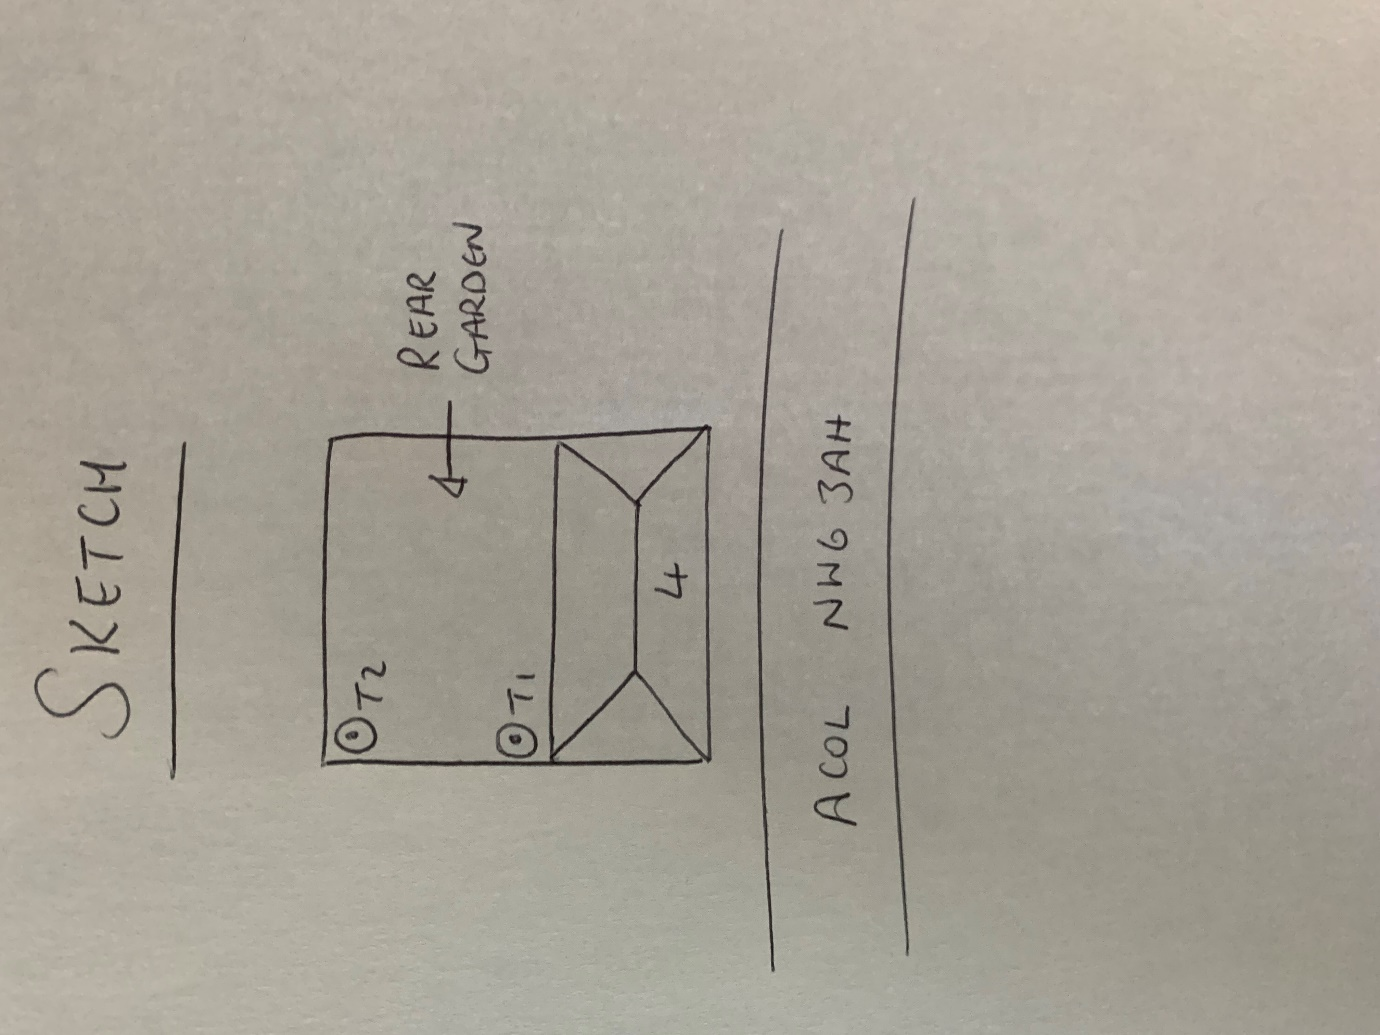 SKETCH
REAR
GARDEN
T2
T1
4
ACOL NW6 3AH